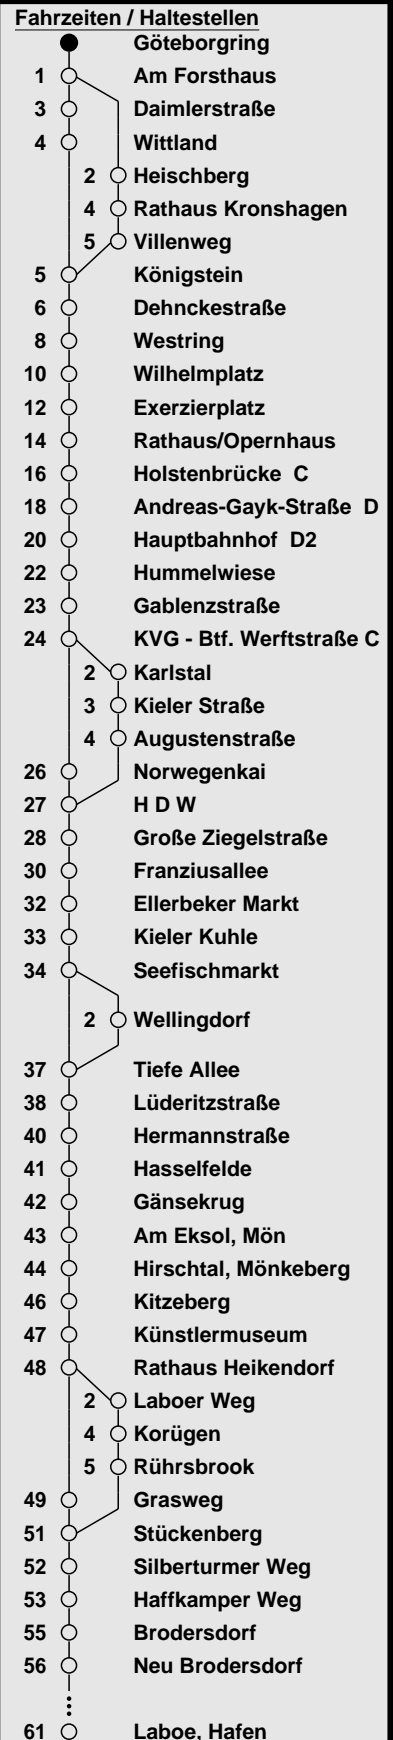 Fahrzeiten / Haltestellen
Göteborgring
1 Am Forsthaus
3 Daimlerstraße
4 Wittland
2 Heischberg
4 Rathaus Kronshagen
5 Villenweg
5 Königstein
6 Dehnckestraße
8 Westring
10 Wilhelmplatz
12 Exerzierplatz
14 Rathaus/Opernhaus
16 Holstenbrücke C
18 Andreas-Gayk-Straße D
20 Hauptbahnhof D2
22 Hummelwiese
23 Gablenzstraße
24 KVG - Btf. Werftstraße C
2 Karlstal
3 Kieler Straße
4 Augustenstraße
26 Norwegenkai
27 H D W
28 Große Ziegelstraße
30 Franziusallee
32 Ellerbeker Markt
33 Kieler Kuhle
34 Seefischmarkt
2 Wellingdorf
37 Tiefe Allee
38 Lüderitzstraße
40 Hermannstraße
41 Hasselfelde
42 Gänsekrug
43 Am Eksol, Mön
44 Hirschtal, Mönkeberg
46 Kitzeberg
47 Künstlermuseum
48 Rathaus Heikendorf
2 Laboer Weg
4 Korügen
5 Rührsbrook
49 Grasweg
51 Stückenberg
52 Silberturmer Weg
53 Haffkamper Weg
55 Brodersdorf
56 Neu Brodersdorf
61 Laboe, Hafen